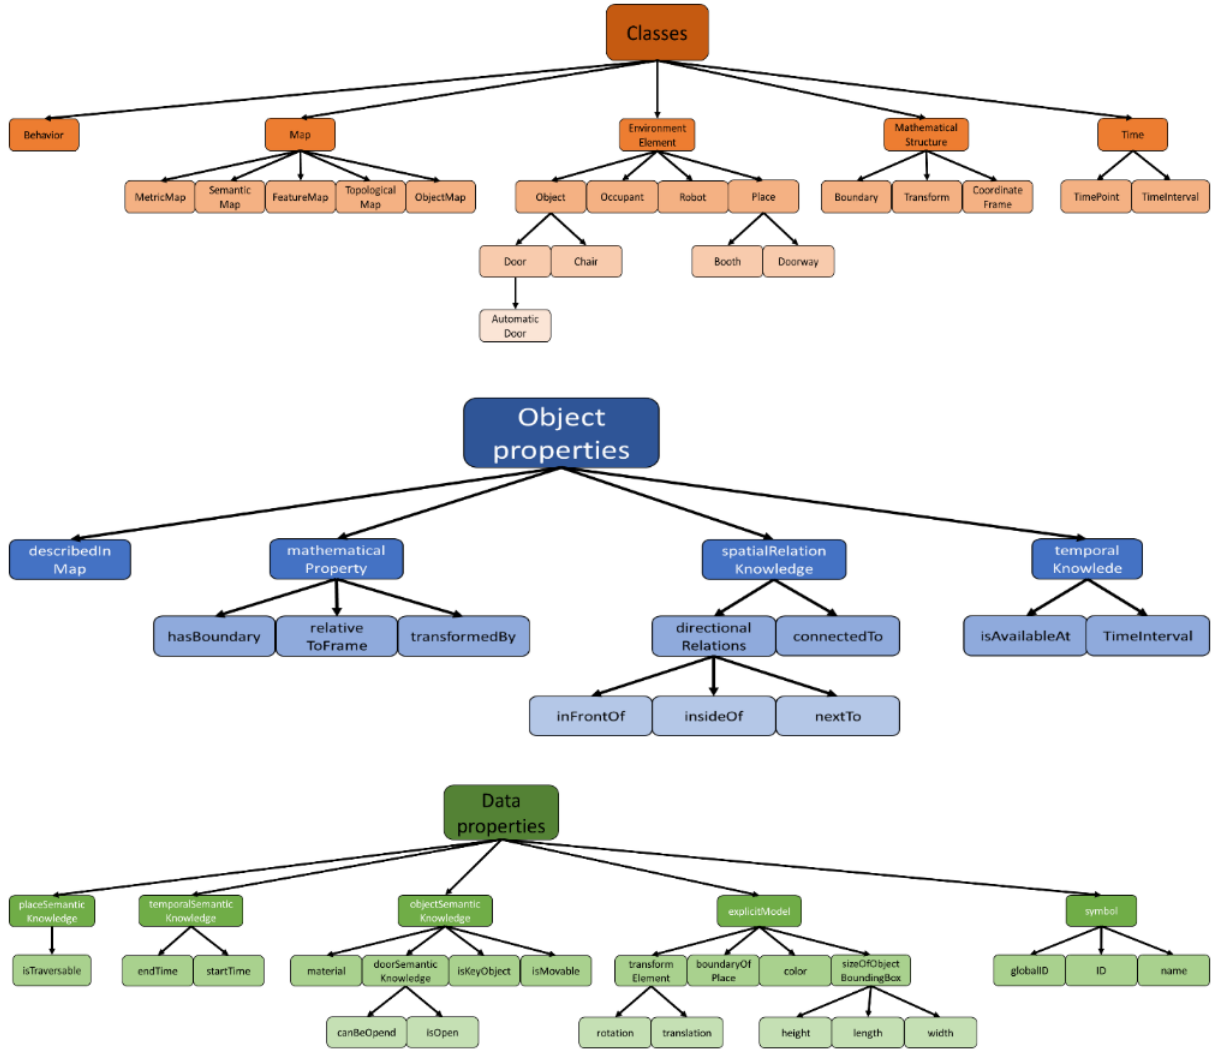 Classes
Behavior
Map
Environment
Element
Mathematical
Structure
Time
MetricMap
Semantic
Map
FeatureMap
Topological
Map
ObjectMap
Object
Occupant
Robot
Place
Boundary
Transform
Coordinate
Frame
TimePoint
TimeInterval
Door
Chair
Booth
Doorway
Automatic
Door
Object
properties
describedIn
Map
mathematical
Property
spatialRelation
Knowledge
temporal
Knowlede
hasBoundary
relative
ToFrame
transformedBy
directional
Relations
connectedTo
isAvailableAt
TimeInterval
inFrontOf
insideOf
nextTo
Data
properties
placeSemantic
Knowledge
temporalSemantic
Knowledge
objectSemantic
Knowledge
explicitModel
symbol
isTraversable
endTime
startTime
material
doorSemantic
Knowledge
isKeyObject
isMovable
transform
Element
boundaryOf
Place
color
sizeOfObject
BoundingBox
globalID
ID
name
canBeOpend
isOpen
rotation
translation
height
length
width